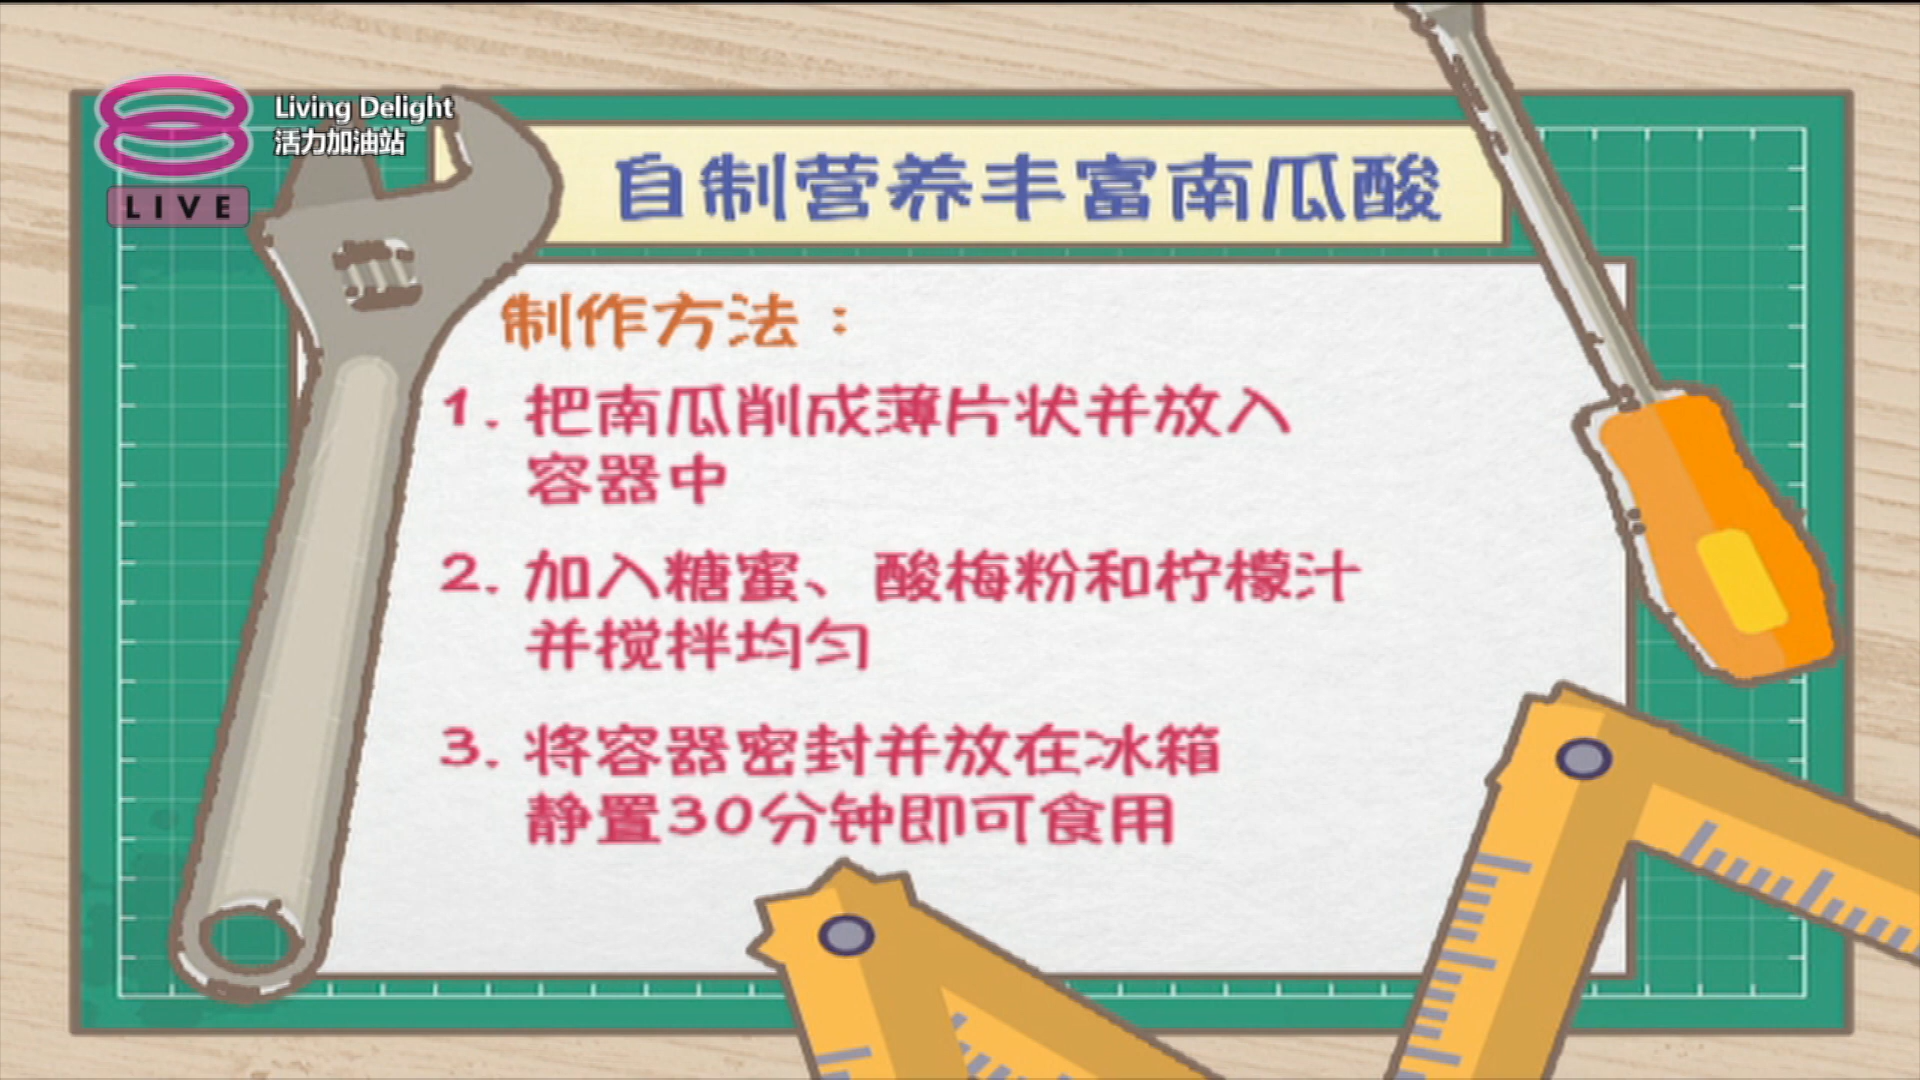 Living Delight
活力加油站
LIVE
自制营养丰富南瓜酸
制作方法：
1. 把南瓜削成薄片状并放入
容器中
2. 加入糖蜜、酸梅粉和柠檬汁
并搅拌均匀
3. 将容器密封并放在冰箱
静置30分钟即可食用